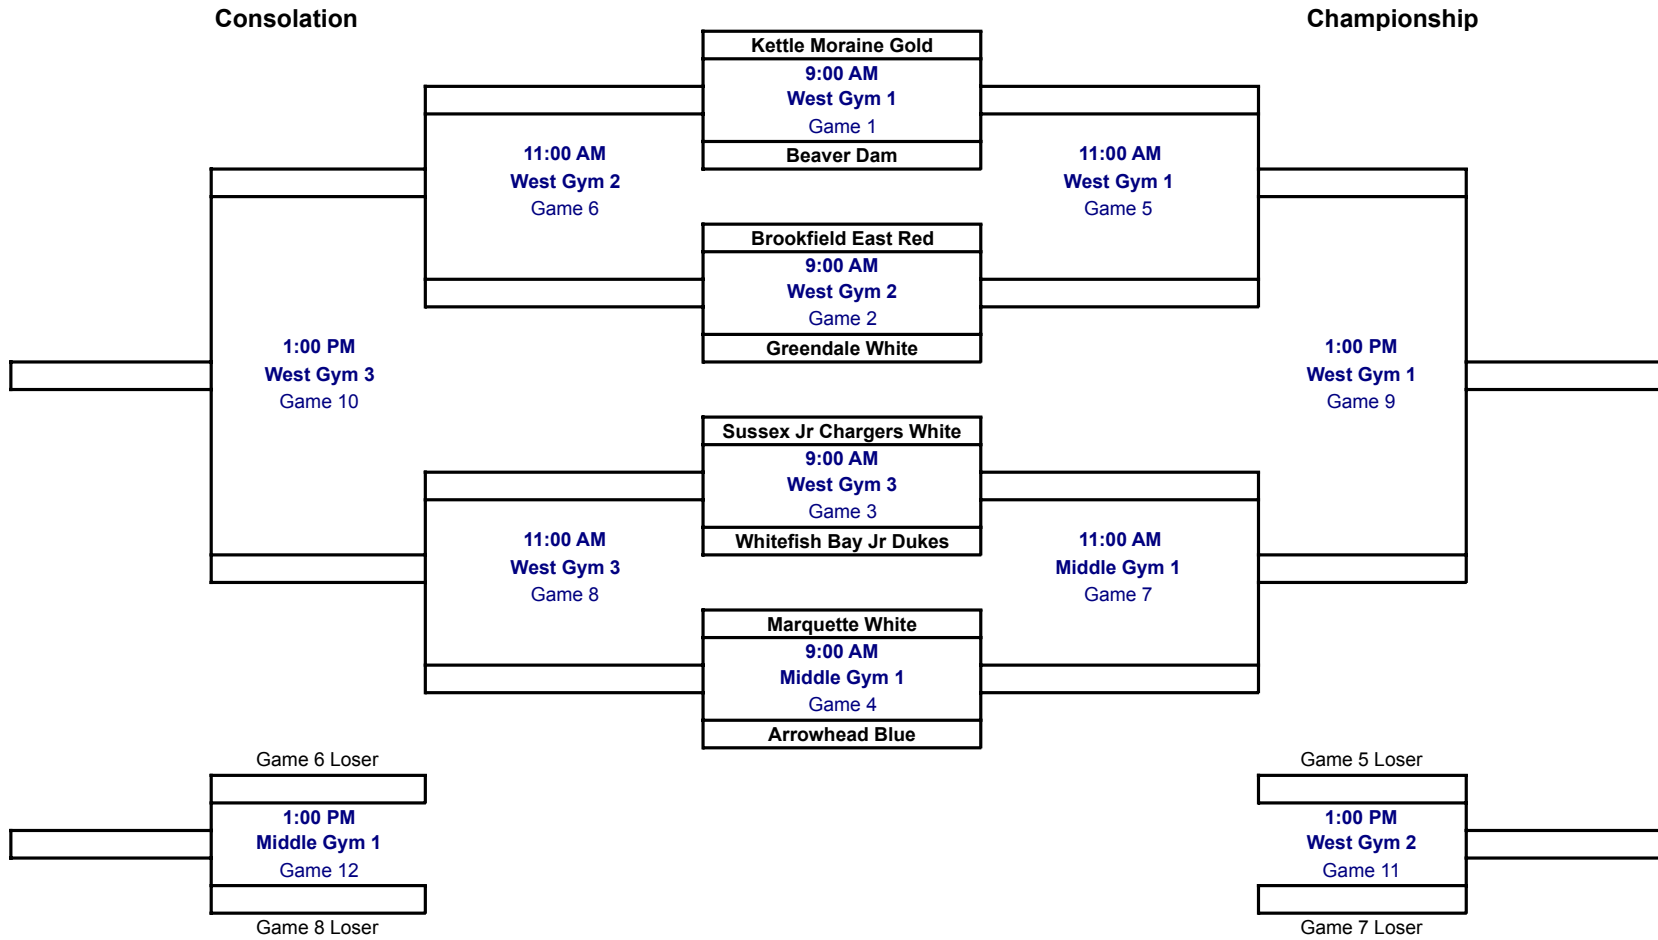 Consolation
Championship
Kettle Moraine Gold
9:00 AM
West Gym 1
Game 1
Beaver Dam
11:00 AM
West Gym 2
Game 6
11:00 AM
West Gym 1
Game 5
Brookfield East Red
9:00 AM
West Gym 2
Game 2
Greendale White
1:00 PM
West Gym 3
Game 10
1:00 PM
West Gym 1
Game 9
Sussex Jr Chargers White
9:00 AM
West Gym 3
Game 3
Whitefish Bay Jr Dukes
11:00 AM
West Gym 3
Game 8
11:00 AM
Middle Gym 1
Game 7
Marquette White
9:00 AM
Middle Gym 1
Game 4
Arrowhead Blue
Game 6 Loser
1:00 PM
Middle Gym 1
Game 12
Game 8 Loser
Game 5 Loser
1:00 PM
West Gym 2
Game 11
Game 7 Loser